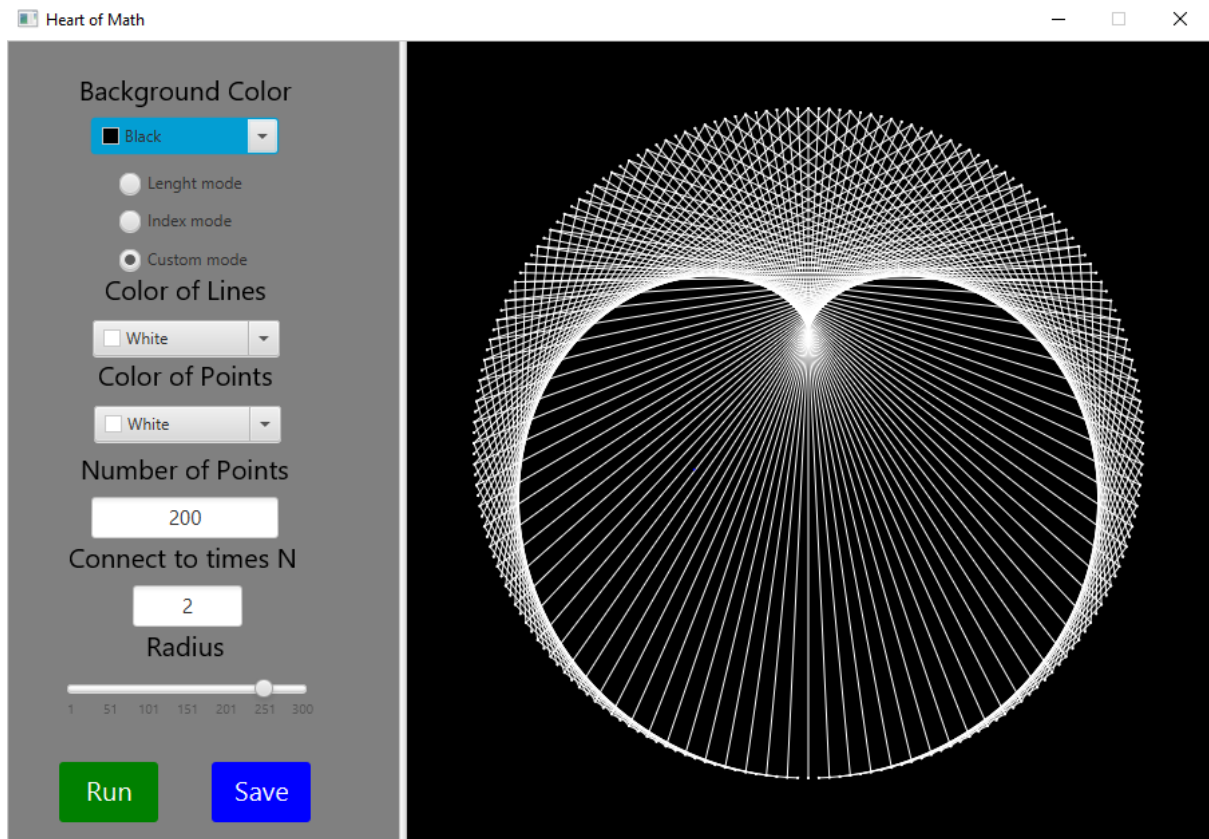 Heart of Math
Background Color
Black
Lenght mode
Index mode
Custom mode
Color of Lines
White
Color of Points
White
Number of Points
200
Connect to times N
2
Radius
1 51 101 151 201 251 300
Run Save